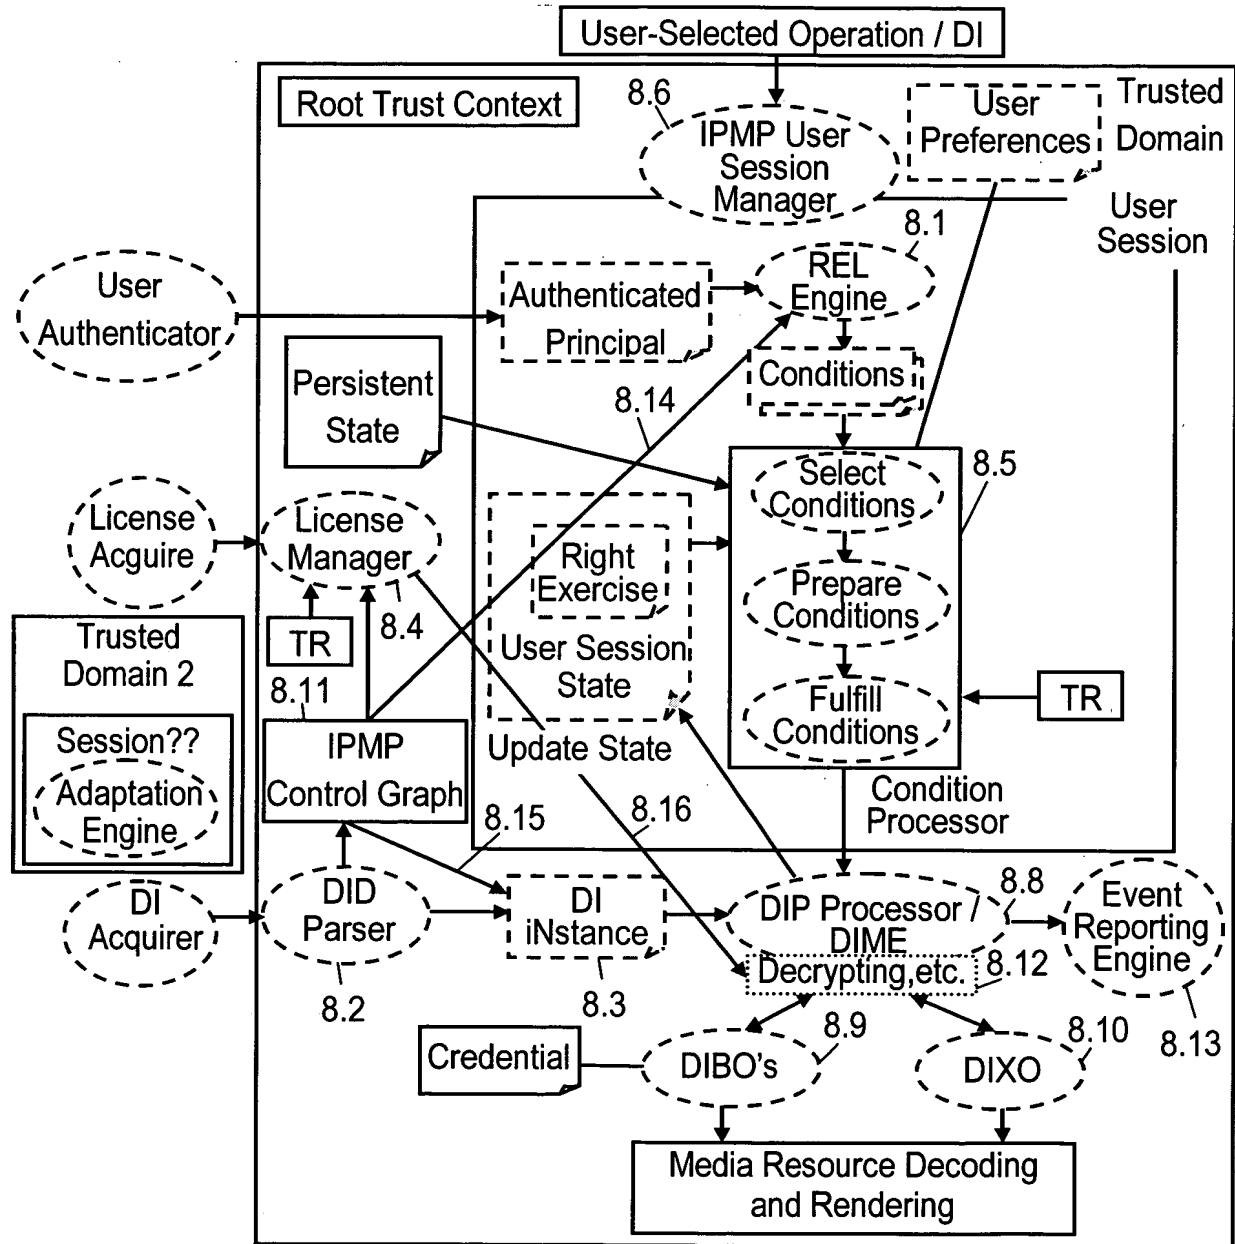 User-Selected Operation / DI
Root Trust Context
8.6
IPMP User
Session
Manager
User
Preferences
Trusted
Domain
User
Session
8.1
REL
Engine
User
Authenticator
Authenticated
Principal
Persistent
State
8.14
Conditions
Select
Conditions
8.5
License
Acguire
License
Manager
8.4
Right
Exercise
User Session
State
Prepare
Conditions
Fulfill
Conditions
TR
TR
8.11
Trusted
Domain 2
Session??
Adaptation
Engine
IPMP
Control Graph
Update State
Condition
Processor
8.15
8.16
DI
Acquirer
DID
Parser
8.2
DI
iNstance
8.3
DIP Processor /
DIME
8.8
Decrypting,etc.
8.12
Event
Reporting
Engine
8.13
Credential
DIBO's
8.9
DIXO
8.10
Media Resource Decoding
and Rendering